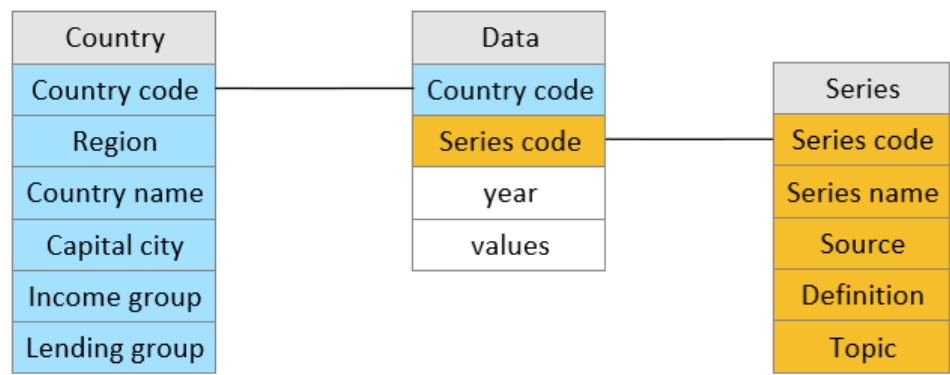 Country
Country code
Region
Country name
Capital city
Income group
Lending group
Data
Country code
Series code
year
values
Series
Series code
Series name
Source
Definition
Topic